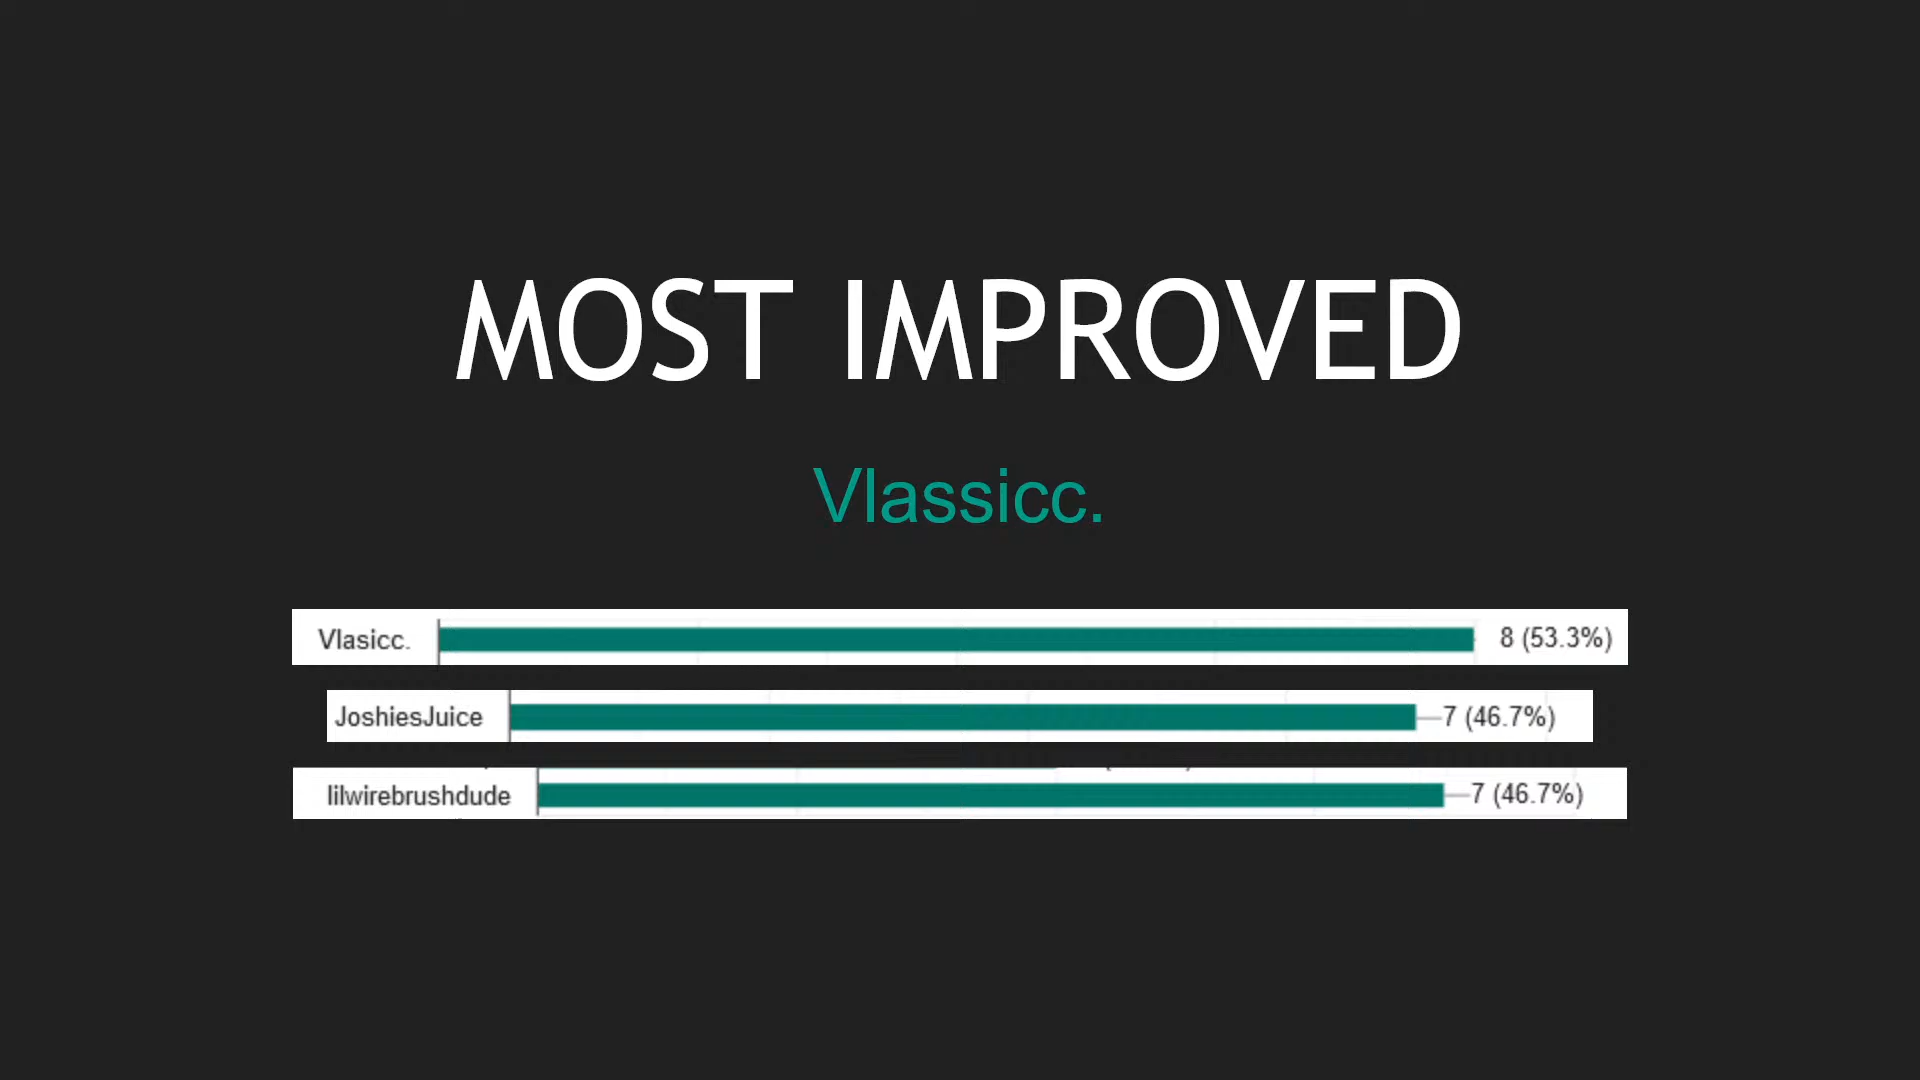 MOST IMPROVED
Vlassicc.
Vlasicc. 8 (53.3%)
JoshiesJuice 7 (46.7%)
lilwirebrushdude 7 (46.7%)